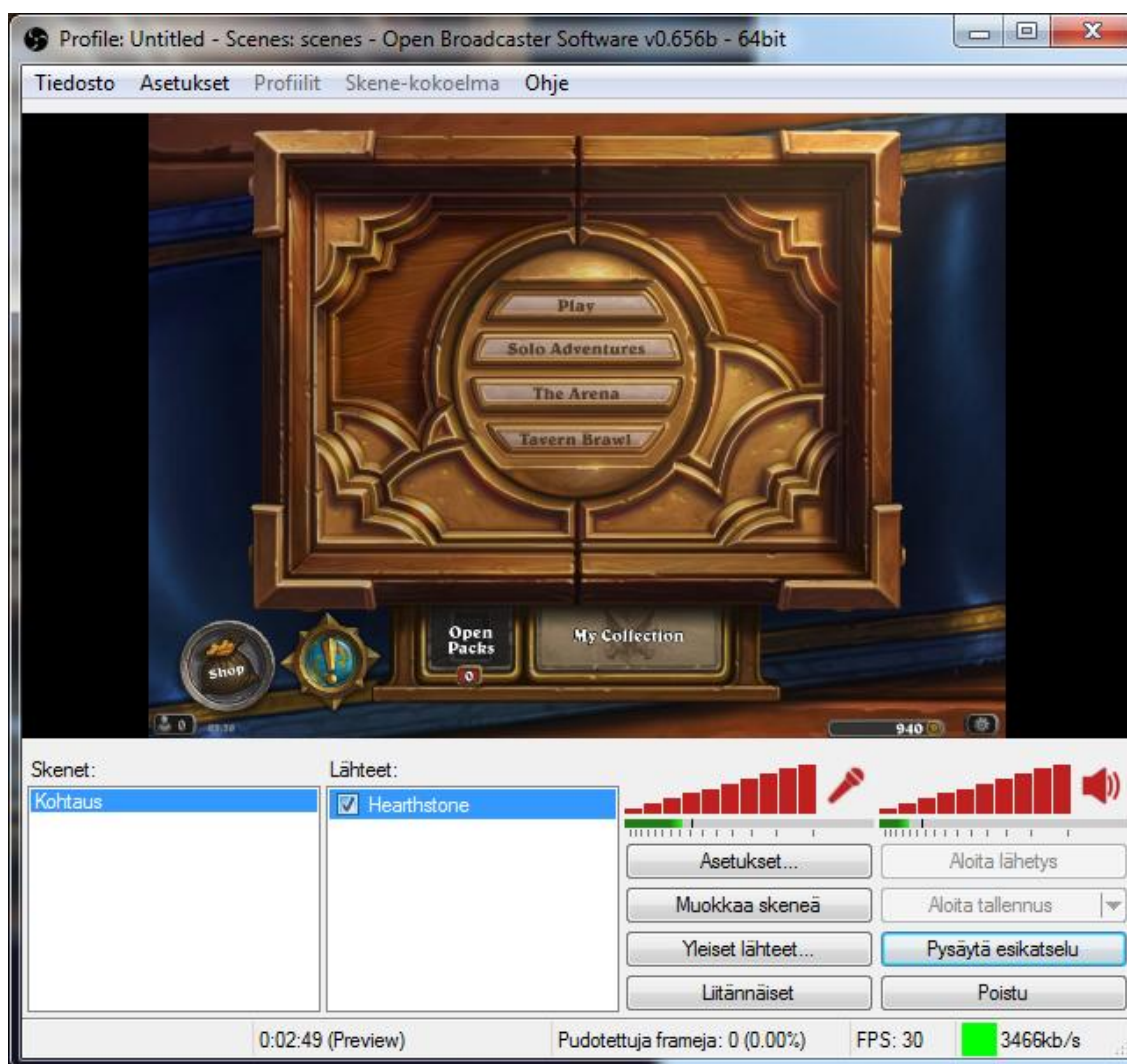 Profile: Untitled - Scenes: scenes - Open Broadcaster Software v0.656b - 64bit
Tiedosto Asetukset Profiilit Skene-kokoelma Ohje
Play
Solo Adventures
The Arena
Tavern Brawl
Shop
Open
Packs
0
My Collection
0
940
Skenet:
Kohtaus
Lähteet:
Hearthstone
Asetukset...
Aloita lähetys
Muokkaa skeneä
Aloita tallennus
Yleiset lähteet...
Pysäytä esikatselu
Liitännäiset
Poistu
0:02:49 (Preview)
Pudotettuja frameja: 0 (0.00%)
FPS: 30
3466kb/s